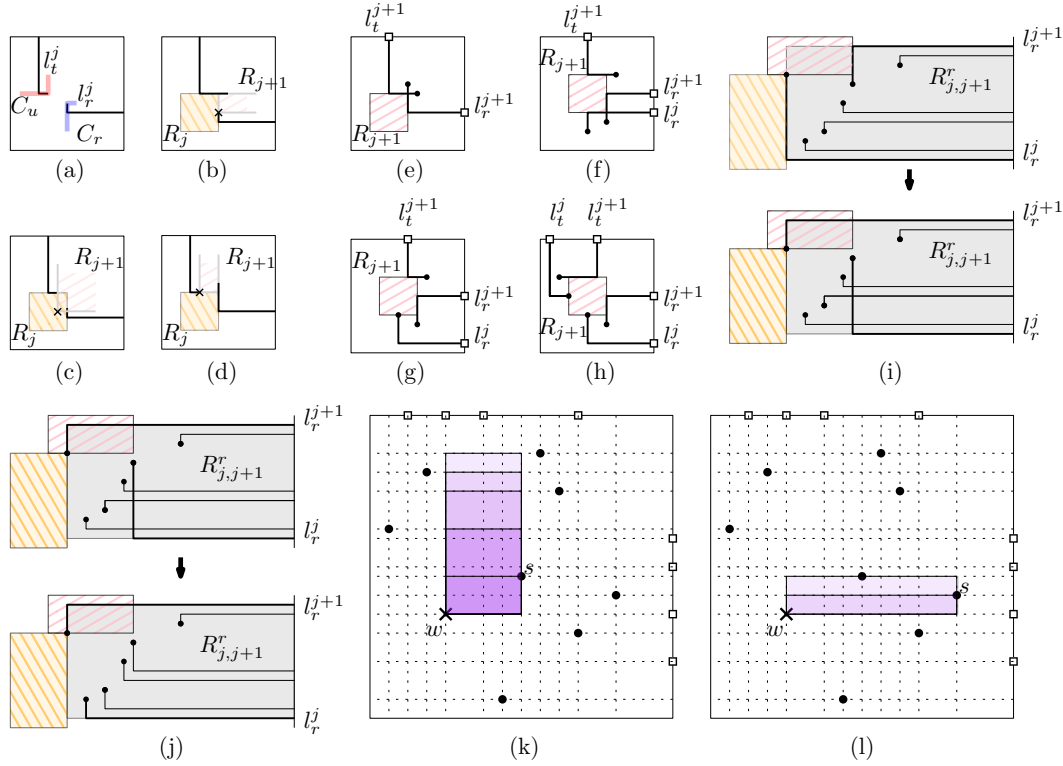 l_t^j
l_r^j
C_u
C_r
(a)
R_{j+1}
R_j
(b)
l_t^{j+1}
l_r^{j+1}
R_{j+1}
(e)
l_t^{j+1}
R_{j+1}
l_r^{j+1}
l_r^j
(f)
l_r^{j+1}
R_{j,j+1}^r
l_r^j
l_r^{j+1}
R_{j,j+1}^r
l_r^j
(i)
R_{j+1}
R_j
(c)
R_{j+1}
R_j
(d)
l_t^{j+1}
R_{j+1}
l_r^{j+1}
l_r^j
(g)
l_t^j l_t^{j+1}
l_r^{j+1}
R_{j+1}
l_r^j
(h)
l_r^{j+1}
R_{j,j+1}^r
l_r^j
l_r^{j+1}
R_{j,j+1}^r
l_r^j
(j)
s
w
(k)
s
w
(l)